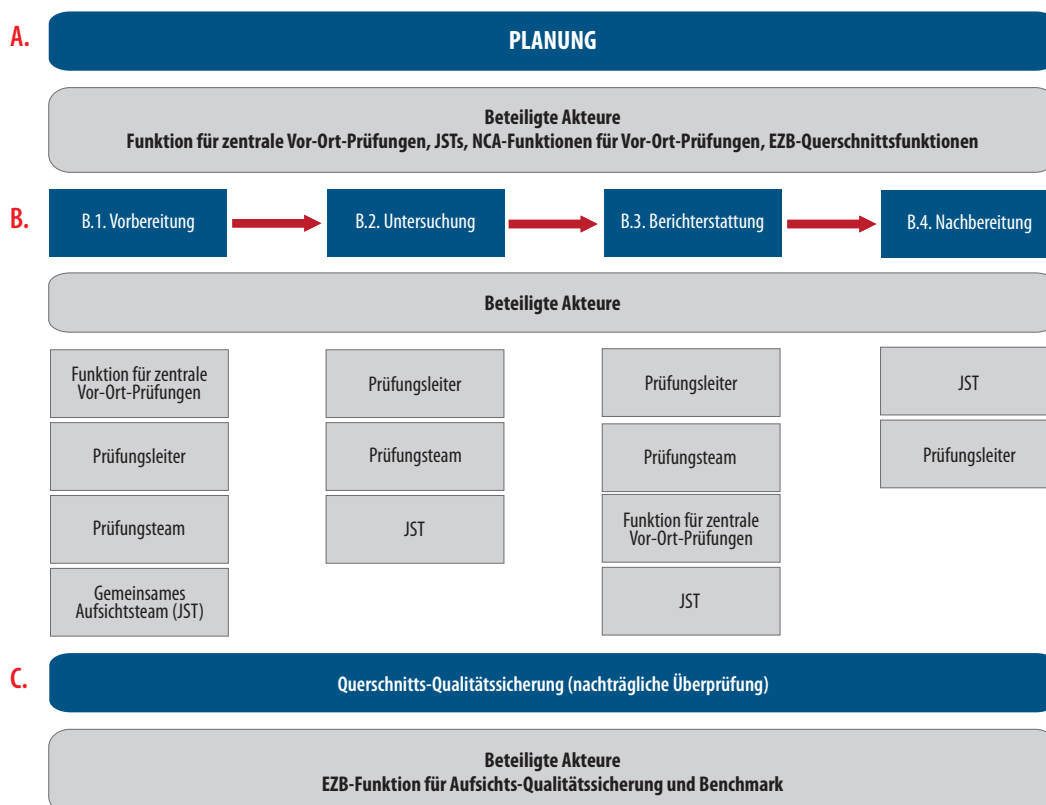 A.
PLANUNG
Beteiligte Akteure
Funktion für zentrale Vor-Ort-Prüfungen, JSTs, NCA-Funktionen für Vor-Ort-Prüfungen, EZB-Querschnittsfunktionen
B.
B.1. Vorbereitung
B.2. Untersuchung
B.3. Berichterstattung
B.4. Nachbereitung
Beteiligte Akteure
Funktion für zentrale
Vor-Ort-Prüfungen
Prüfungsleiter
Prüfungsteam
Gemeinsames
Aufsichtsteam (JST)
Prüfungsleiter
Prüfungsteam
JST
Prüfungsleiter
Prüfungsteam
Funktion für zentrale
Vor-Ort-Prüfungen
JST
JST
Prüfungsleiter
C.
Querschnitts-Qualitätssicherung (nachträgliche Überprüfung)
Beteiligte Akteure
EZB-Funktion für Aufsichts-Qualitätssicherung und Benchmark